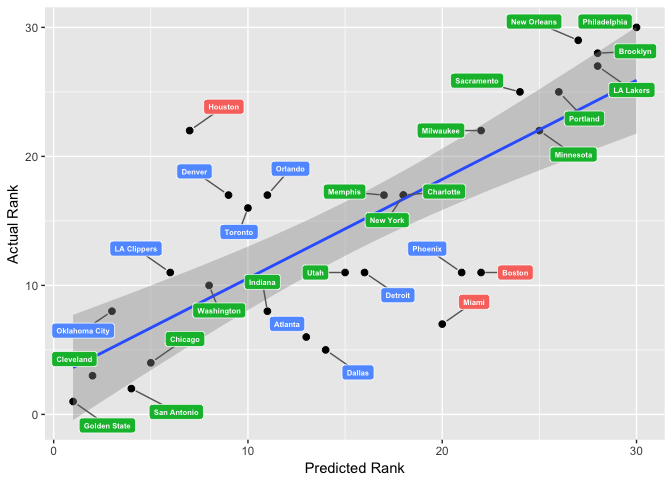 New Orleans
Philadelphia
30
Brooklyn
Sacramento
LA Lakers
Houston
Portland
Milwaukee
Minnesota
20
Denver
Orlando
Memphis
Charlotte
New York
Toronto
LA Clippers
Phoenix
Indiana
Utah
Boston
10
Washington
Detroit
Miami
Oklahoma City
Atlanta
Chicago
Cleveland
Dallas
San Antonio
Golden State
0
Actual Rank
0
10
20
30
Predicted Rank